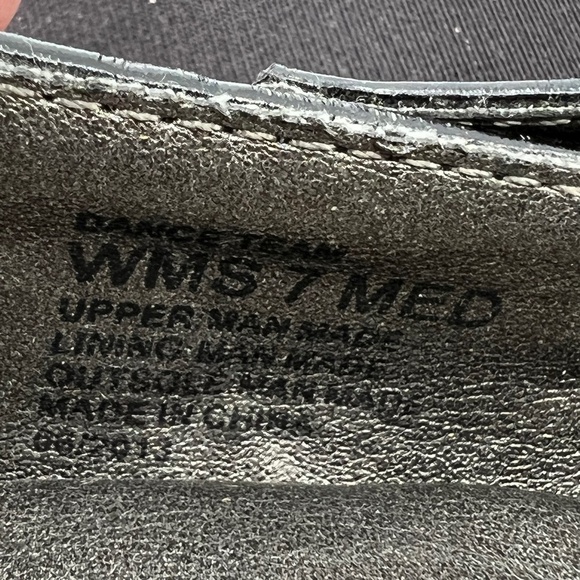 DANCE TEAM
WMS 7 MED
UPPER MAN MADE
LINING-MAN MADE
OUTSOLE-MAN MADE
MADE IN CHINA